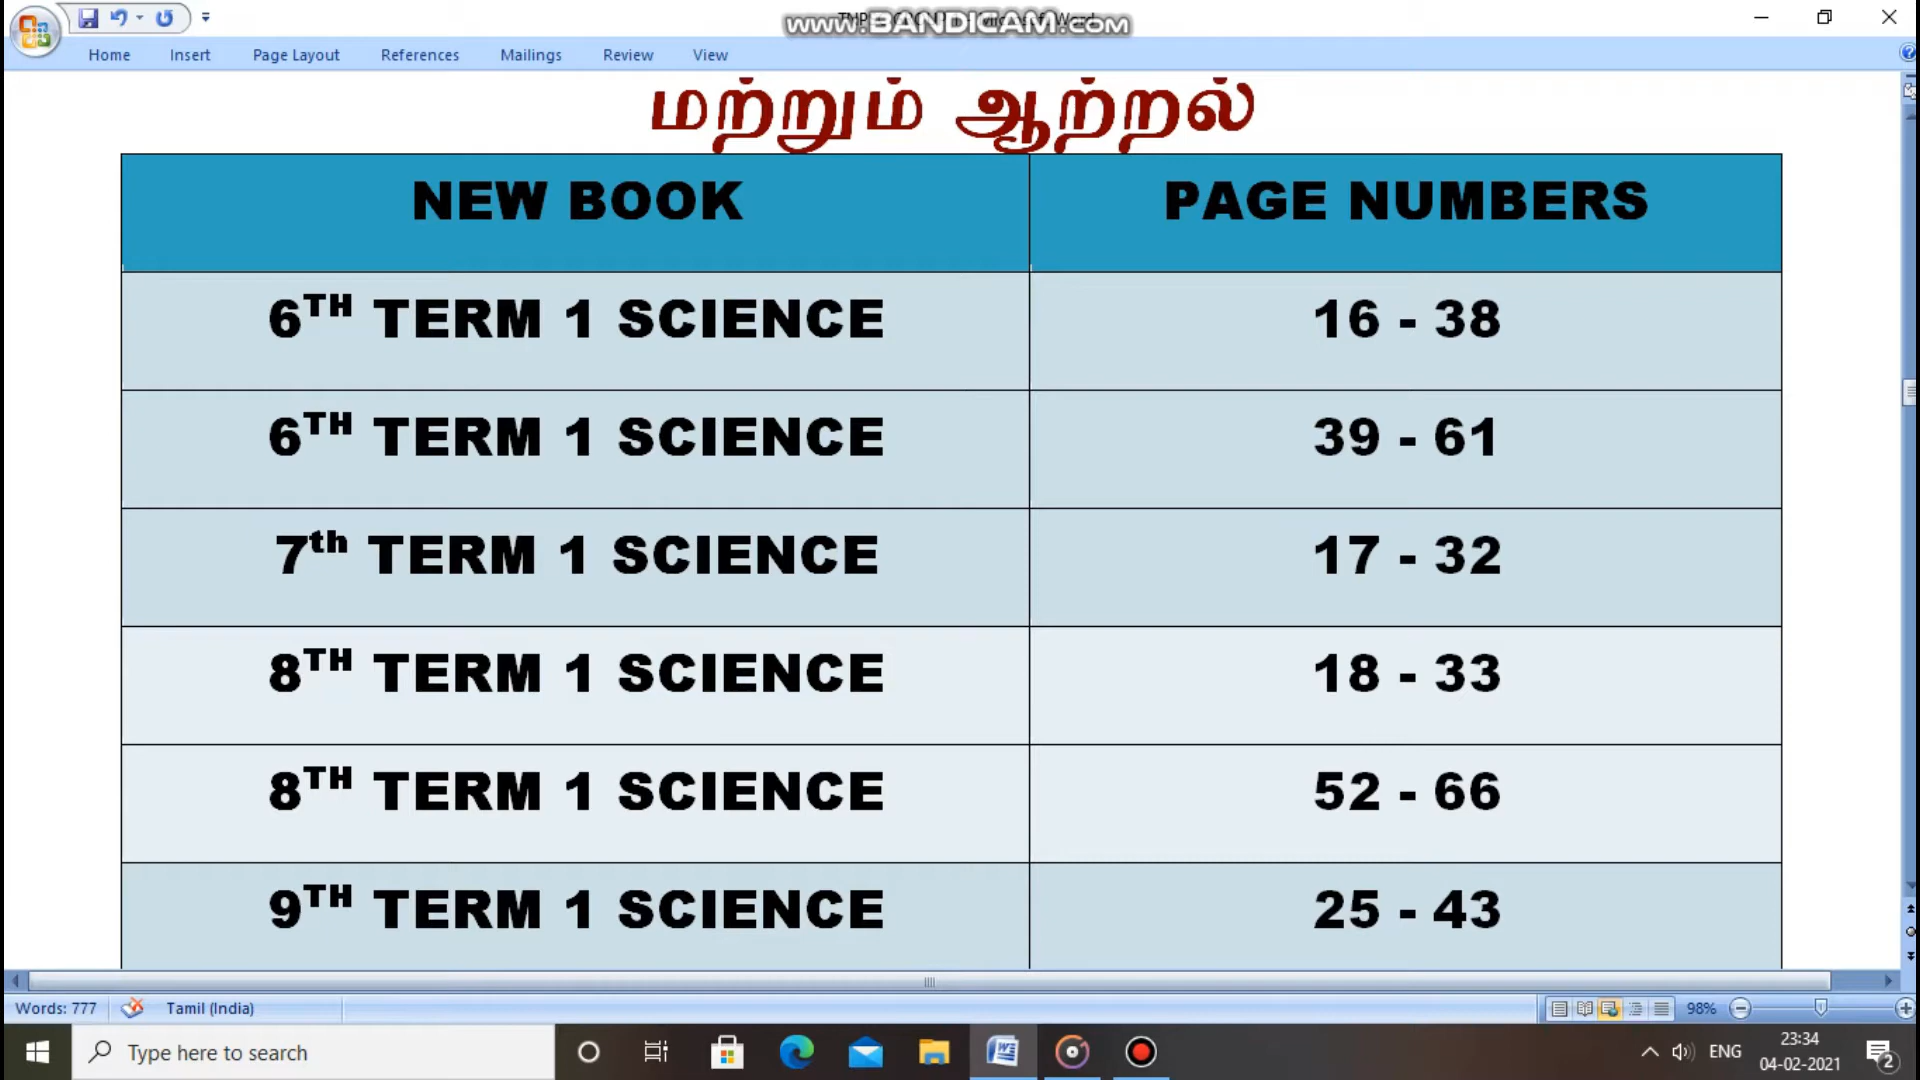 www.BANDICAM.com
Home Insert Page Layout References Mailings Review View
மற்றும் ஆற்றல்
NEW BOOK PAGE NUMBERS
6TH TERM 1 SCIENCE 16 - 38
6TH TERM 1 SCIENCE 39 - 61
7th TERM 1 SCIENCE 17 - 32
8TH TERM 1 SCIENCE 18 - 33
8TH TERM 1 SCIENCE 52 - 66
9TH TERM 1 SCIENCE 25 - 43
Words: 777 Tamil (India) 98%
Type here to search ENG 23:34
04-02-2021 2